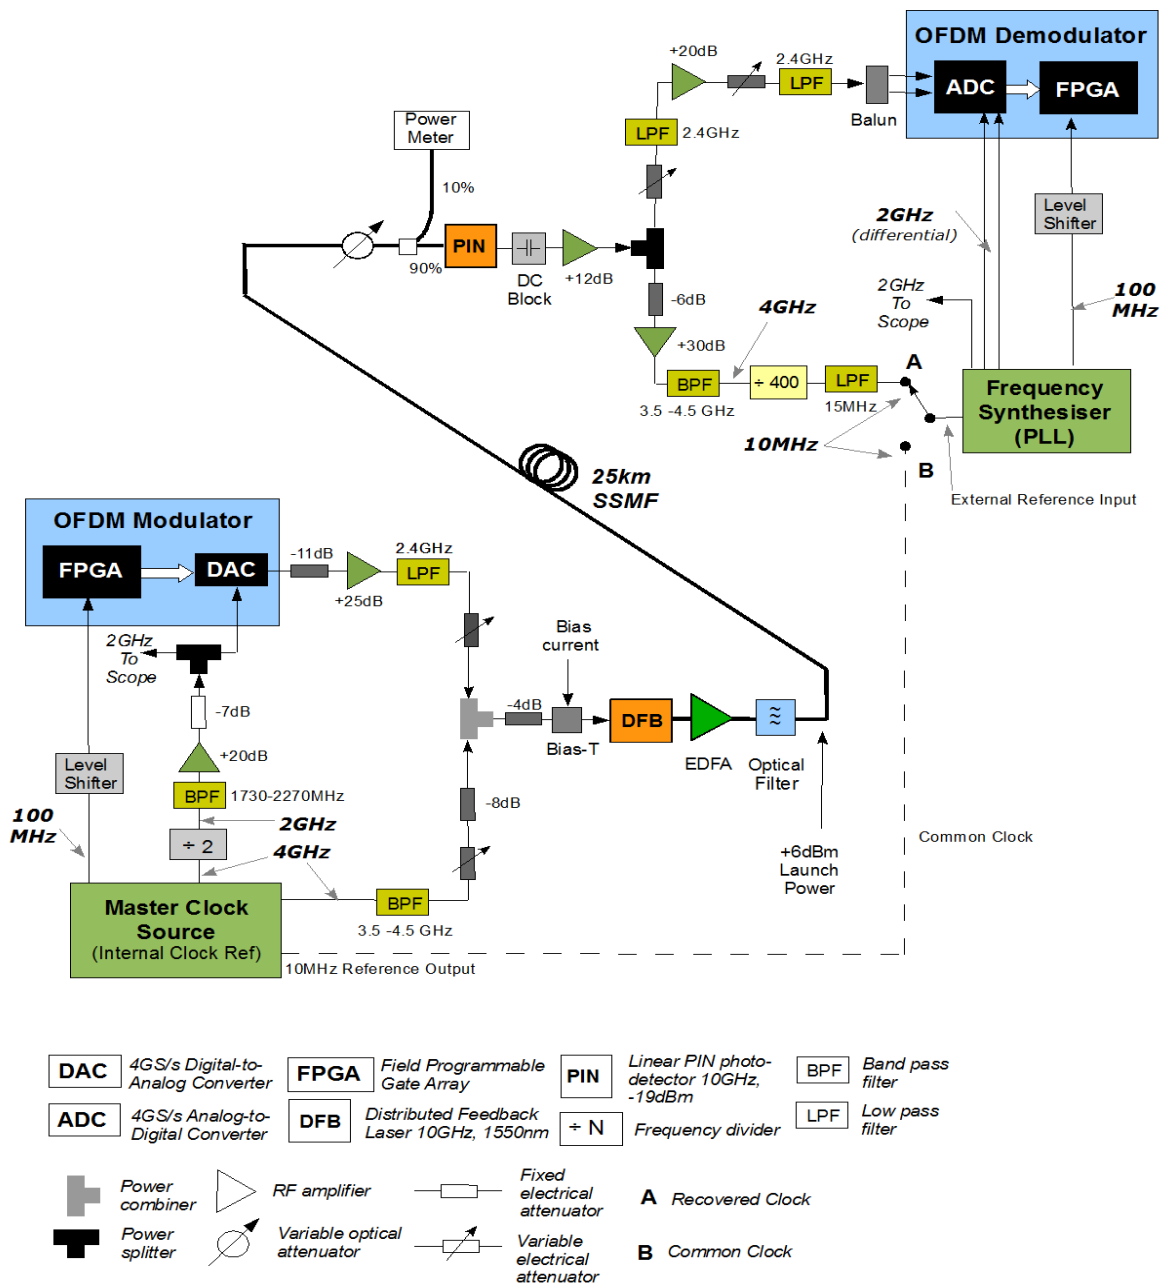 OFDM Demodulator
+20dB
2.4GHz
LPF
ADC
FPGA
Balun
Power
Meter
LPF
2.4GHz
10%
Level
Shifter
2GHz
(differential)
PIN
90%
DC
Block
+12dB
-6dB
4GHz
2GHz
To
Scope
100
MHz
+30dB
A
BPF
÷ 400
LPF
3.5 -4.5 GHz
15MHz
Frequency
Synthesiser
(PLL)
10MHz
B
External Reference Input
25km
SSMF
OFDM Modulator
FPGA
DAC
-11dB
2.4GHz
LPF
+25dB
2GHz
To
Scope
Bias
current
-7dB
-4dB
DFB
Bias-T
EDFA
Optical
Filter
+20dB
Level
Shifter
BPF
1730-2270MHz
-8dB
100
MHz
2GHz
÷ 2
4GHz
Common Clock
+6dBm
Launch
Power
BPF
3.5 -4.5 GHz
Master Clock
Source
(Internal Clock Ref)
10MHz Reference Output
DAC
4GS/s Digital-to-
Analog Converter
FPGA
Field Programmable
Gate Array
PIN
Linear PIN photo-
detector 10GHz,
-19dBm
BPF
Band pass
filter
ADC
4GS/s Analog-to-
Digital Converter
DFB
Distributed Feedback
Laser 10GHz, 1550nm
÷ N
Frequency divider
LPF
Low pass
filter
Power
combiner
RF amplifier
Fixed
electrical
attenuator
A
Recovered Clock
Power
splitter
Variable optical
attenuator
Variable
electrical
attenuator
B
Common Clock